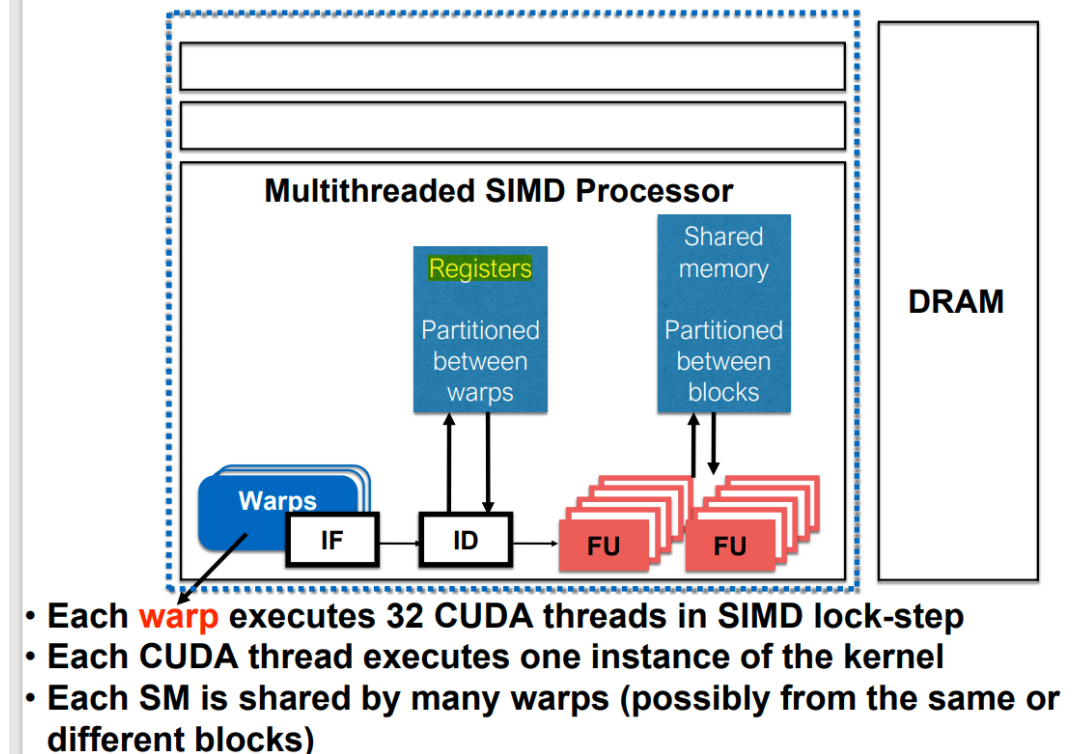 Multithreaded SIMD Processor
Registers
Partitioned
between
warps
Shared
memory
Partitioned
between
blocks
DRAM
Warps
IF
ID
FU
FU
• Each warp executes 32 CUDA threads in SIMD lock-step
• Each CUDA thread executes one instance of the kernel
• Each SM is shared by many warps (possibly from the same or
different blocks)